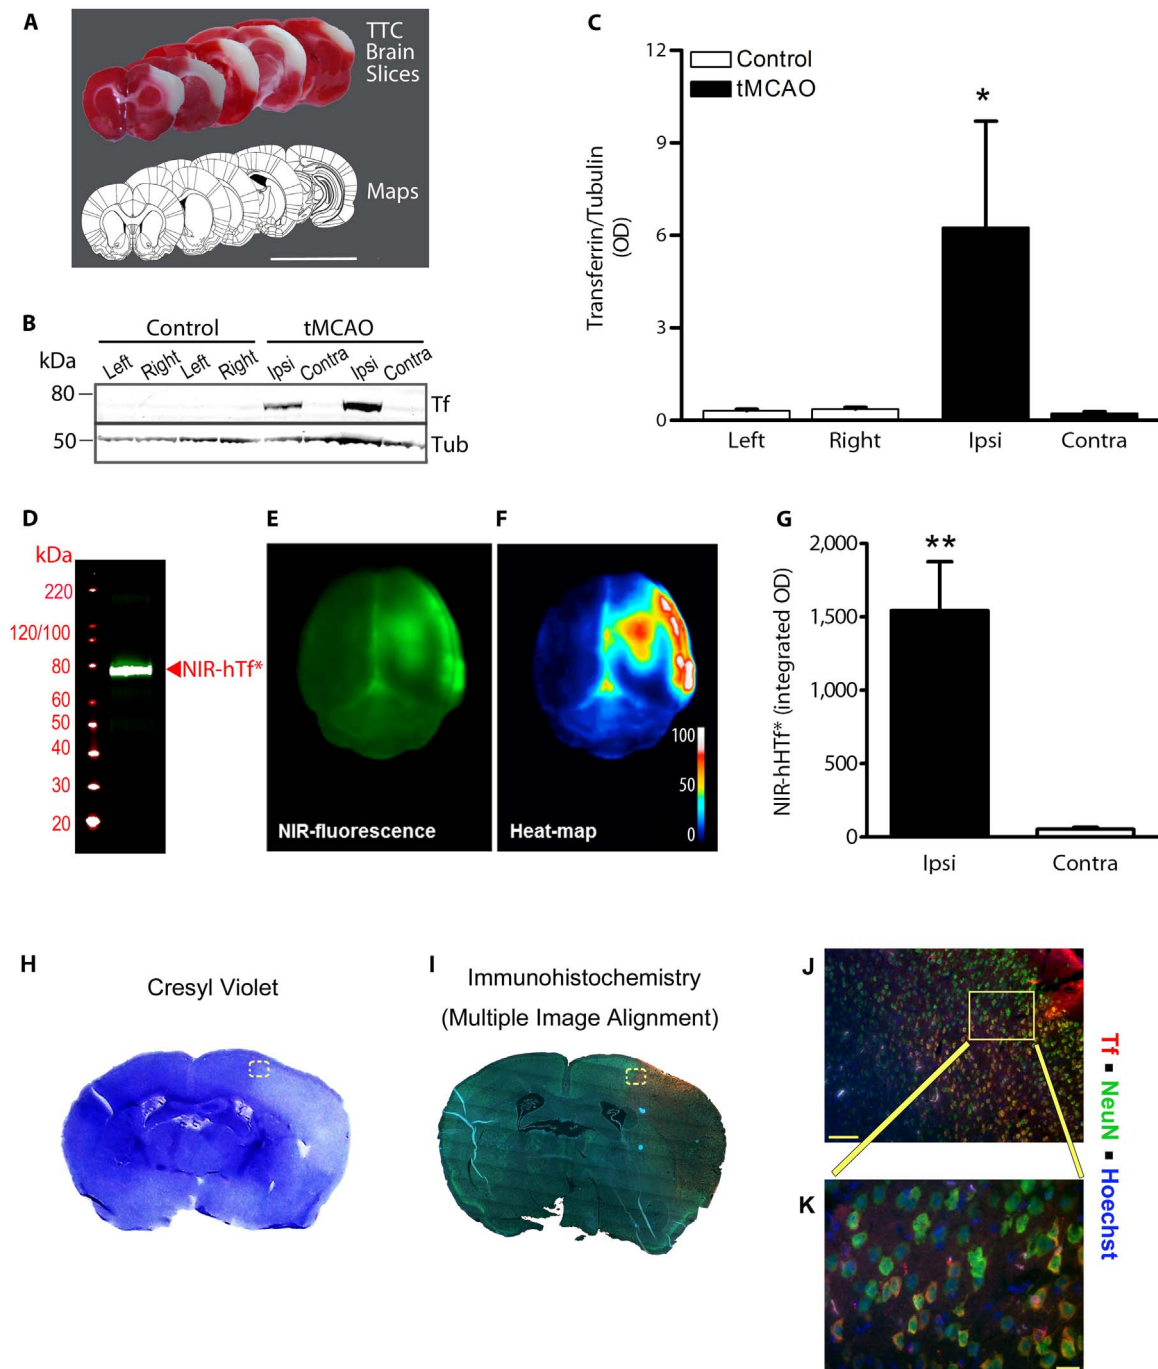 A
TTC
Brain
Slices
Maps
B
Control
tMCAO
kDa
Left
Right
Left
Right
Ipsi
Contra
Ipsi
Contra
80
Tf
50
Tub
C
Control
tMCAO
Transferrin/Tubulin
(OD)
12
9
6
3
0
*
Left
Right
Ipsi
Contra
D
kDa
220
120/100
80
60
50
40
30
20
NIR-hTf*
E
NIR-fluorescence
F
Heat-map
100
50
0
G
NIR-hHTf* (integrated OD)
2,000
1,500
1,000
500
0
**
Ipsi
Contra
H
Cresyl Violet
I
Immunohistochemistry
(Multiple Image Alignment)
J
K
Tf ▪ NeuN ▪ Hoechst